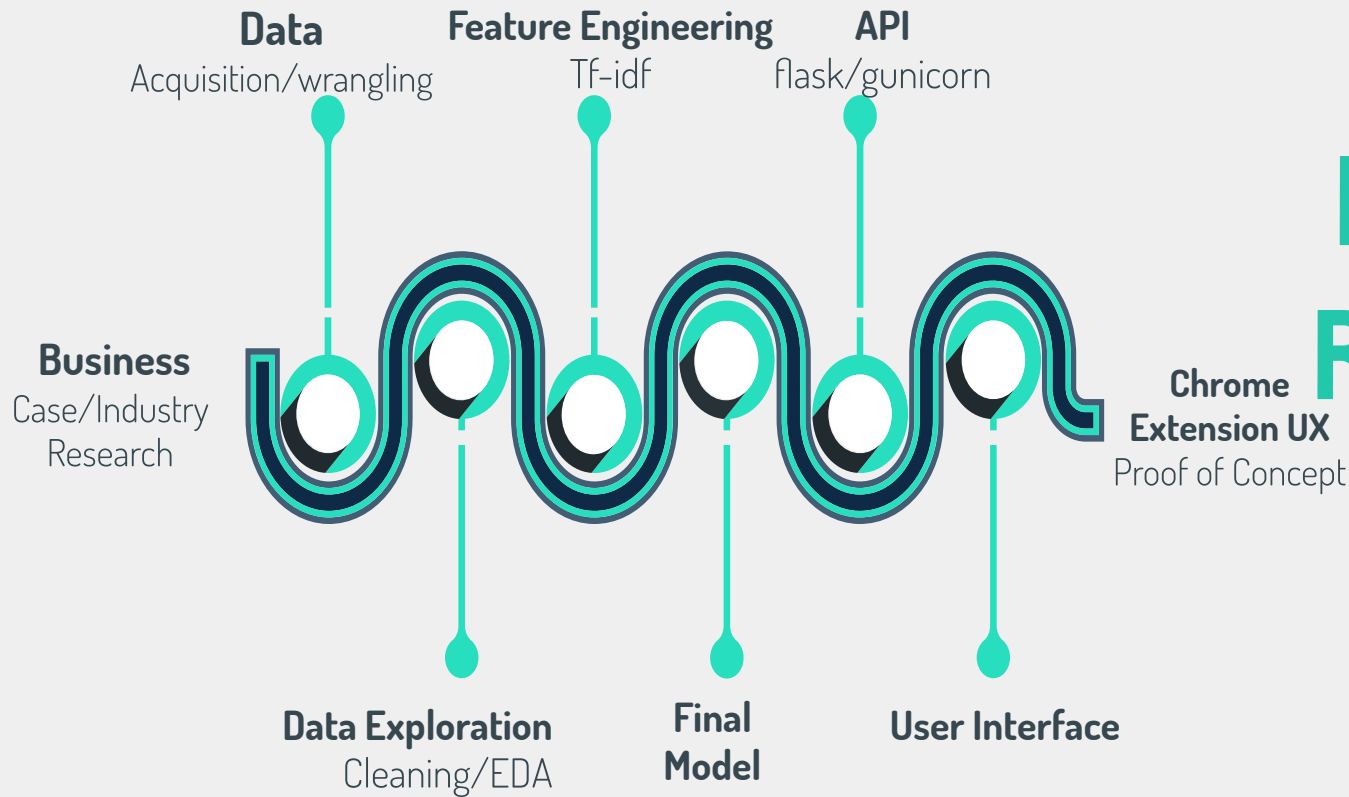 Data
Acquisition/wrangling
Feature Engineering
Tf-idf
API
flask/gunicorn
Business
Case/Industry
Research
Chrome
Extension UX
Proof of Concept
R
Data Exploration
Cleaning/EDA
Final
Model
User Interface